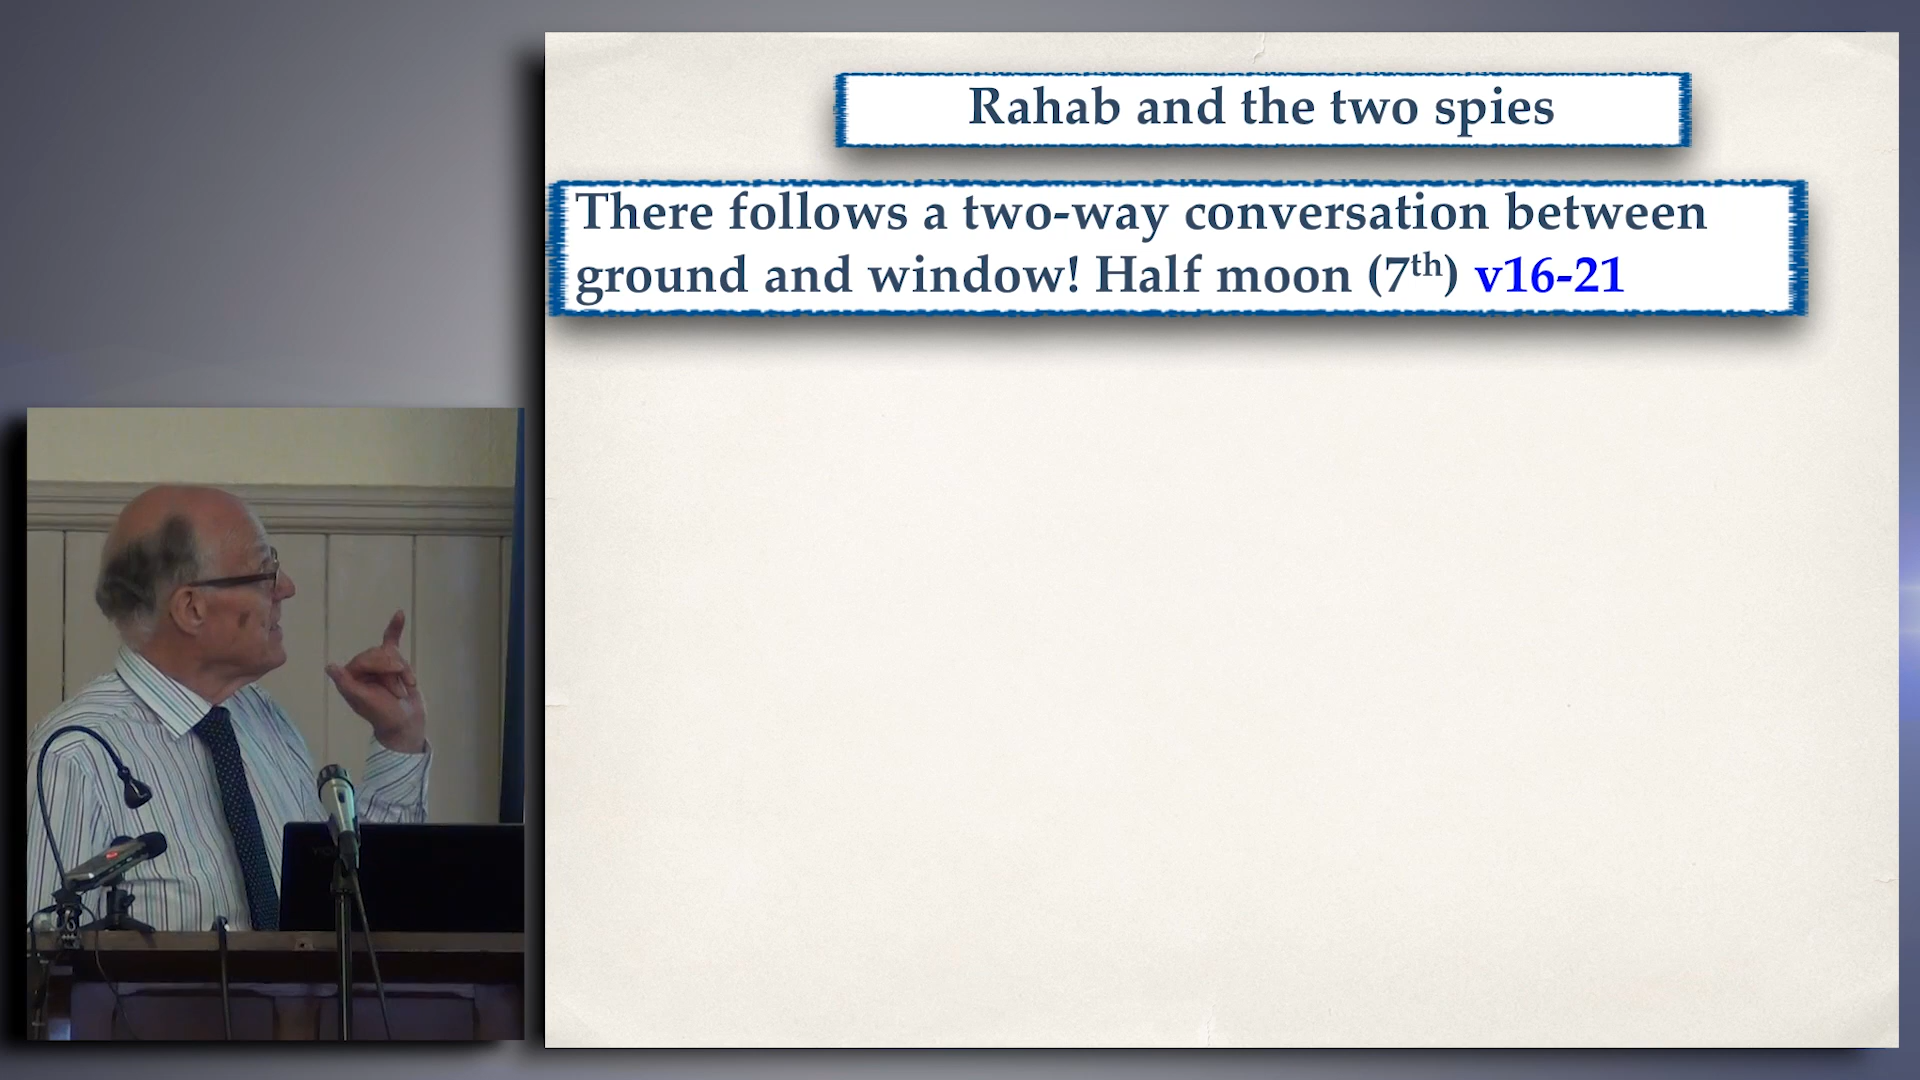 Rahab and the two spies
There follows a two-way conversation between
ground and window! Half moon (7th) v16-21